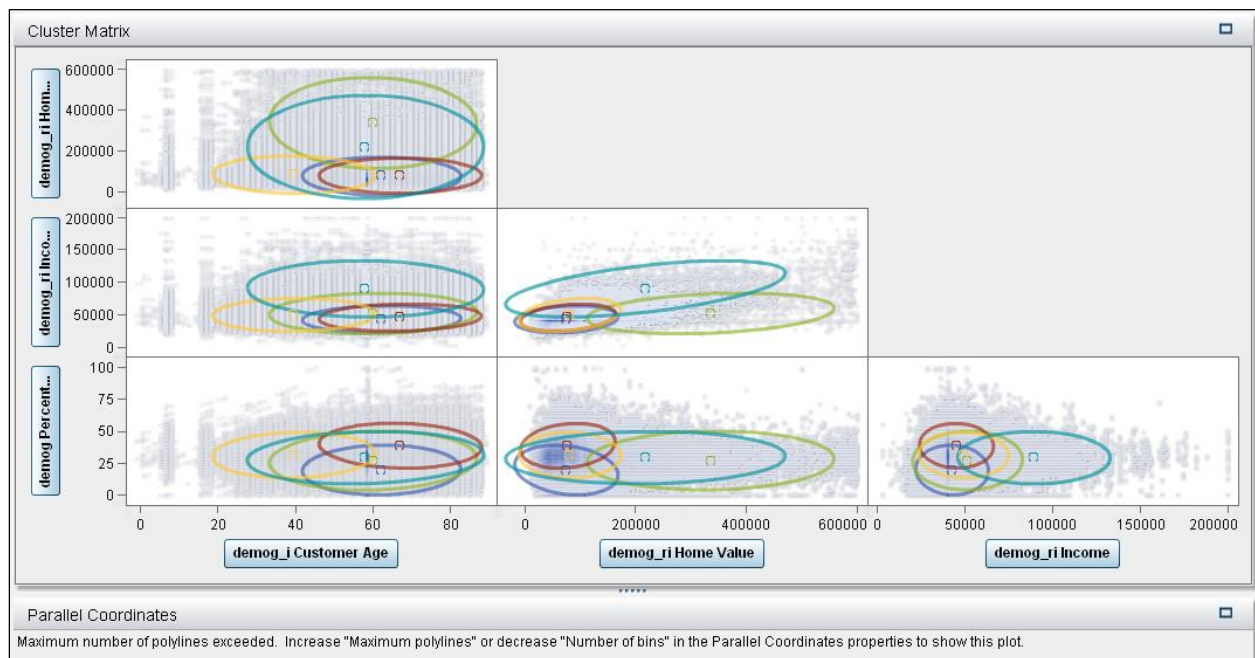 Cluster Matrix
demog_ri Hom...
600000
400000
200000
0
demog_ri Inco...
200000
150000
100000
50000
0
demog Percent...
100
75
50
25
0
0 20 40 60 80 0 200000 400000 600000 0 50000 100000 150000 200000
demog_i Customer Age demog_ri Home Value demog_ri Income
Parallel Coordinates
Maximum number of polylines exceeded. Increase "Maximum polylines" or decrease "Number of bins" in the Parallel Coordinates properties to show this plot.